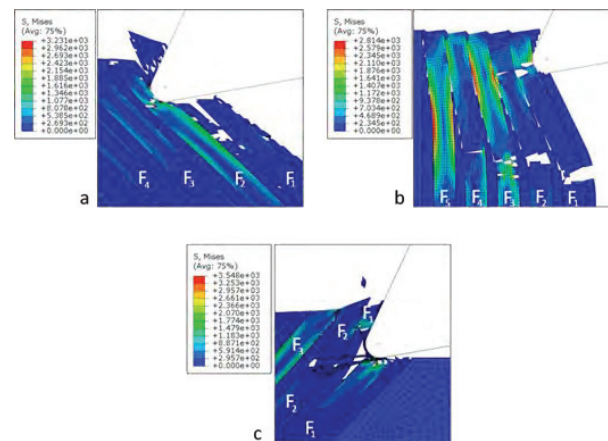 S, Mises
(Avg: 75%)
+3.231e+03
+2.962e+03
+2.693e+03
+2.423e+03
+2.154e+03
+1.885e+03
+1.616e+03
+1.346e+03
+1.077e+03
+8.078e+02
+5.385e+02
+2.693e+02
+0.000e+00
F4
F3
F2
F1
a
S, Mises
(Avg: 75%)
+2.814e+03
+2.579e+03
+2.345e+03
+2.110e+03
+1.876e+03
+1.641e+03
+1.407e+03
+1.172e+03
+9.378e+02
+7.034e+02
+4.689e+02
+2.345e+02
+0.000e+00
F5
F4
F3
F2
F1
b
S, Mises
(Avg: 75%)
+3.548e+03
+3.253e+03
+2.957e+03
+2.661e+03
+2.366e+03
+2.070e+03
+1.774e+03
+1.479e+03
+1.183e+03
+8.871e+02
+5.914e+02
+2.957e+02
+0.000e+00
F1
F2
F3
F2
F1
c